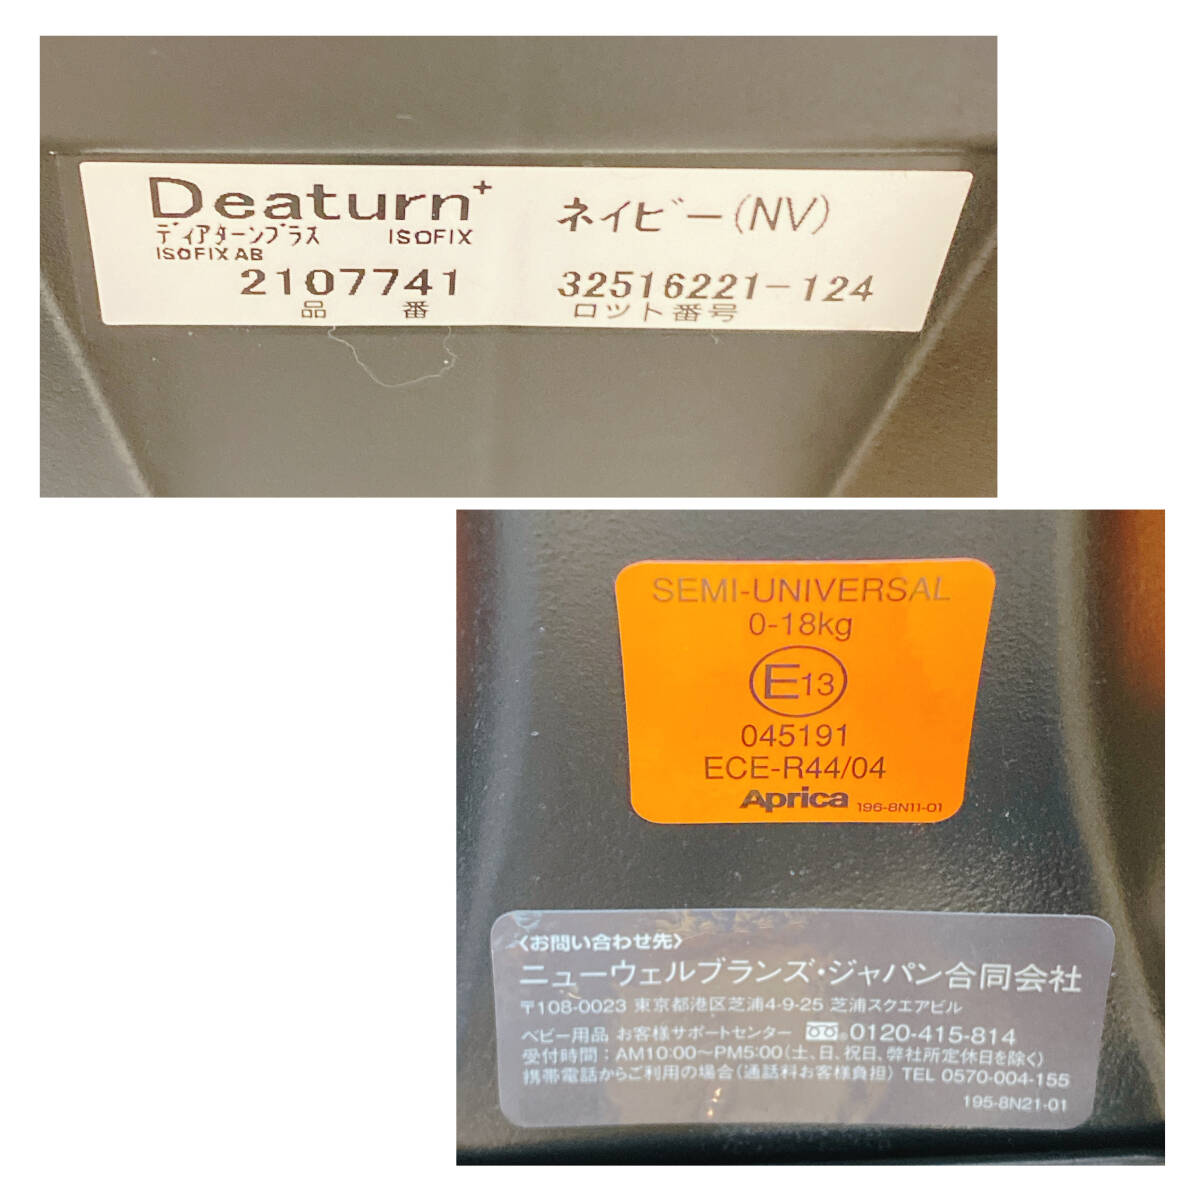 Deaturn+
ディアターンプラス ISOFIX
ISOFIX AB
ネイビー(NV)
2107741
品 番
32516221-124
ロット番号
SEMI-UNIVERSAL
0-18kg
E13
045191
ECE-R44/04
Aprica 196-8N11-01
<お問い合わせ先>
ニューウェルブランズ・ジャパン合同会社
〒108-0023 東京都港区芝浦4-9-25 芝浦スクエアビル
ベビー用品 お客様サポートセンター 0120-415-814
受付時間：AM10:00〜PM5:00(土、日、祝日、弊社所定休日を除く)
携帯電話からご利用の場合(通話料お客様負担) TEL 0570-004-155
195-8N21-01